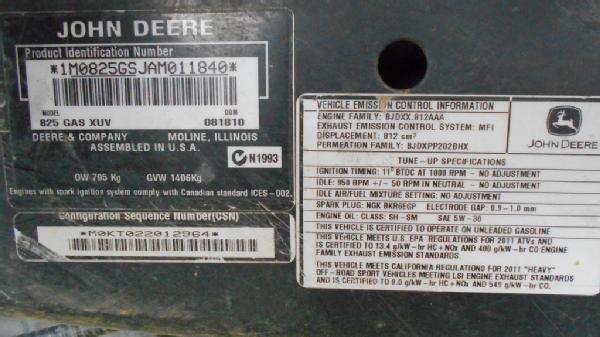 JOHN DEERE
Product Identification Number
*1M0825GSJAM011840*
MODEL DOM
825 GAS XUV 081810
DEERE & COMPANY MOLINE, ILLINOIS
ASSEMBLED IN U.S.A.
N1993
OW 795 Kg GVW 1406Kg
Engines with spark ignition system comply with Canadian standard ICES-002.
Configuration Sequence Number(CSN)
*M0KT022012964*
VEHICLE EMISSION CONTROL INFORMATION
ENGINE FAMILY: BJDXX.812AAA
EXHAUST EMISSION CONTROL SYSTEM: MFI
DISPLACEMENT: 812 cm³
PERMEATION FAMILY: BJDXPP202BHX
JOHN DEERE
TUNE-UP SPECIFICATIONS
IGNITION TIMING: 11° BTDC AT 1000 RPM - NO ADJUSTMENT
IDLE: 950 RPM +/- 50 RPM IN NEUTRAL - NO ADJUSTMENT
IDLE AIR/FUEL MIXTURE SETTING: NO ADJUSTMENT
SPARK PLUG: NGK BKR6EGP ELECTRODE GAP: 0.9-1.0 mm
ENGINE OIL: CLASS: SH-SM SAE 5W-30
THIS VEHICLE IS CERTIFIED TO OPERATE ON UNLEADED GASOLINE
THIS VEHICLE MEETS U.S. EPA REGULATIONS FOR 2011 ATVs AND
IS CERTIFIED TO 13.4 g/kW-hr HC+NOx AND 400 g/kW-hr CO ENGINE
FAMILY EXHAUST EMISSION STANDARDS
THIS VEHICLE MEETS CALIFORNIA REGULATIONS FOR 2011 "HEAVY"
OFF-ROAD SPORT VEHICLES MEETING LSI ENGINE EXHAUST STANDARDS
AND IS CERTIFIED TO 8.0 g/kW-hr HC+NOx AND 549 g/kW-hr CO.